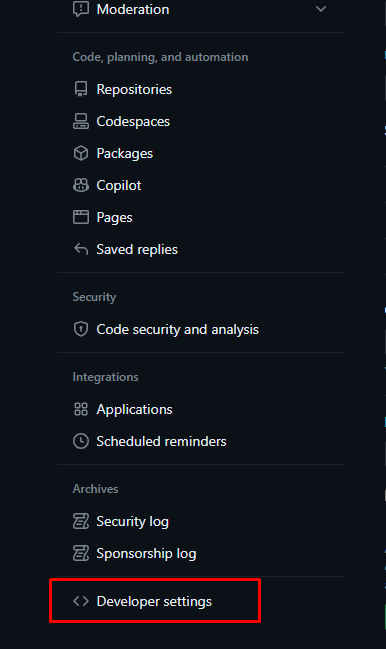 Moderation
Code, planning, and automation
Repositories
Codespaces
Packages
Copilot
Pages
Saved replies
Security
Code security and analysis
Integrations
Applications
Scheduled reminders
Archives
Security log
Sponsorship log
Developer settings